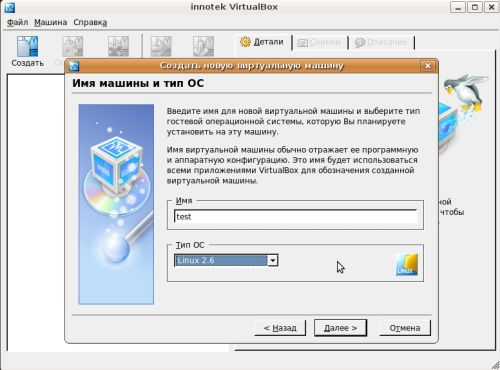 innotek VirtualBox
Файл Машина Справка
Создать
Детали Снимки Описание
Создать новую виртуальную машину
Имя машины и тип ОС
Введите имя для новой виртуальной машины и выберите тип
гостевой операционной системы, которую Вы планируете
установить на эту машину.
Имя виртуальной машины обычно отражает ее программную
и аппаратную конфигурацию. Это имя будет использоваться
всеми приложениями VirtualBox для обозначения созданной
виртуальной машины.
ной
чтобы
Имя
test
Тип ОС
Linux 2.6
LINUX
< Назад Далее > Отмена